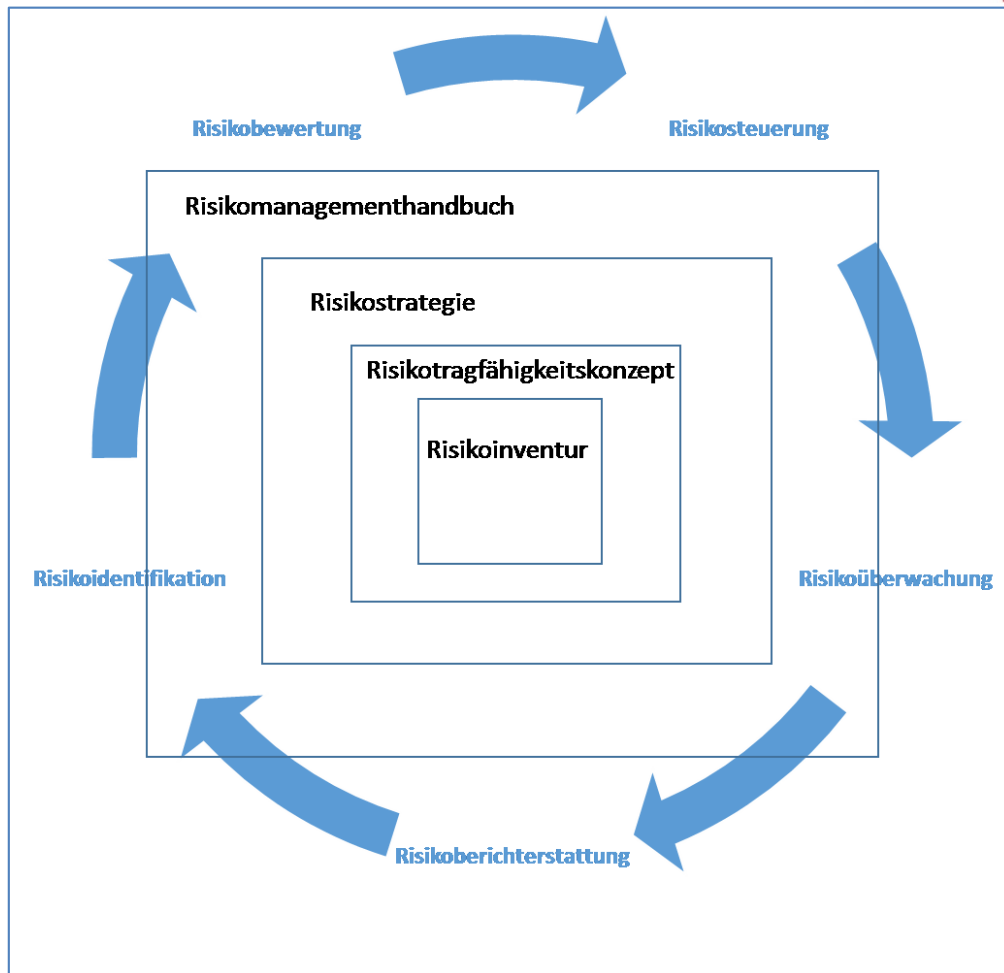 Risikobewertung
Risikosteuerung
Risikomanagementhandbuch
Risikostrategie
Risikotragfähigkeitskonzept
Risikoinventur
Risikoidentifikation
Risikoüberwachung
Risikoberichterstattung